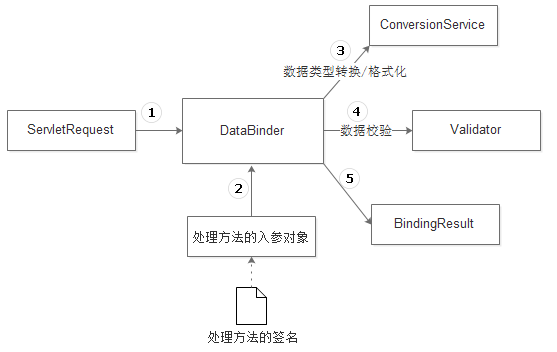 ConversionService
3
数据类型转换/格式化
1
4
ServletRequest
DataBinder
数据校验
Validator
2
5
BindingResult
处理方法的入参对象
处理方法的签名